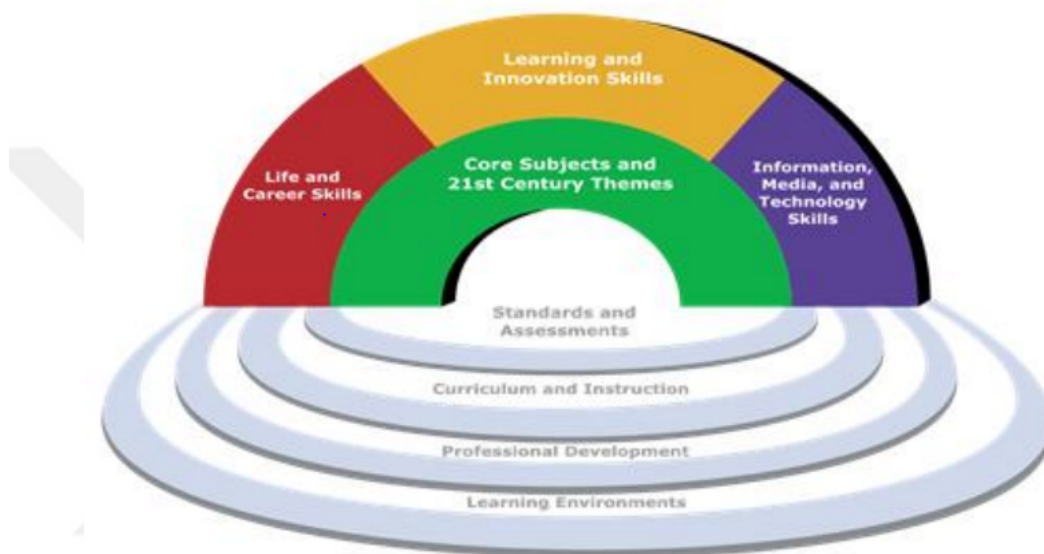 Learning and
Innovation Skills
Life and
Career Skills
Core Subjects and
21st Century Themes
Information,
Media, and
Technology
Skills
Standards and
Assessments
Curriculum and Instruction
Professional Development
Learning Environments